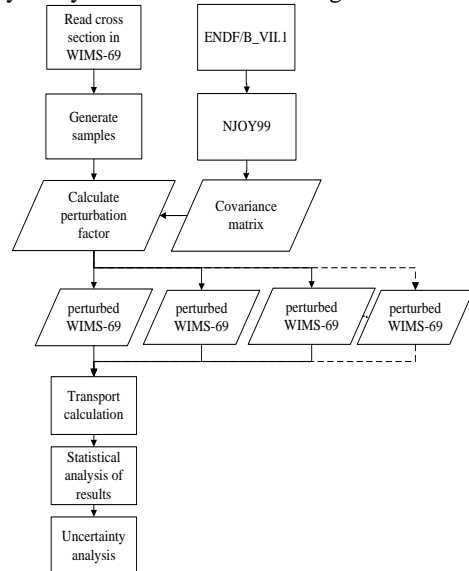 Read cross
section in
WIMS-69
ENDF/B_VII.1
Generate
samples
NJOY99
Calculate
perturbation
factor
Covariance
matrix
perturbed
WIMS-69
perturbed
WIMS-69
perturbed
WIMS-69
perturbed
WIMS-69
Transport
calculation
Statistical
analysis of
results
Uncertainty
analysis